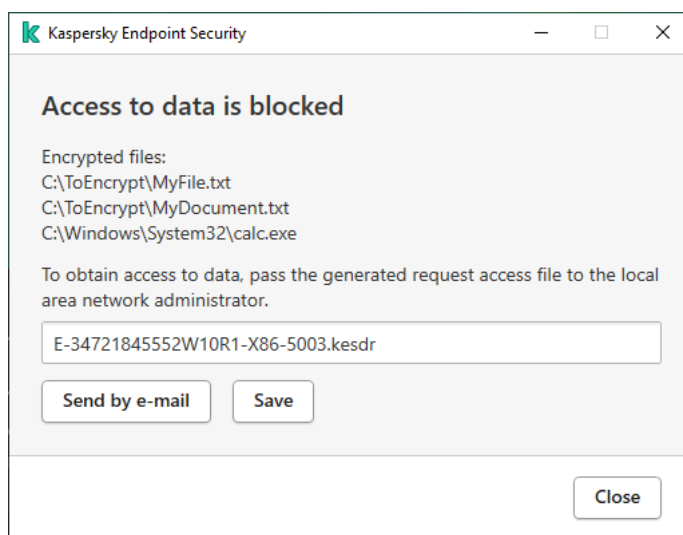 Kaspersky Endpoint Security
Access to data is blocked
Encrypted files:
C:\ToEncrypt\MyFile.txt
C:\ToEncrypt\MyDocument.txt
C:\Windows\System32\calc.exe
To obtain access to data, pass the generated request access file to the local
area network administrator.
E-34721845552W10R1-X86-5003.kesdr
Send by e-mail Save
Close